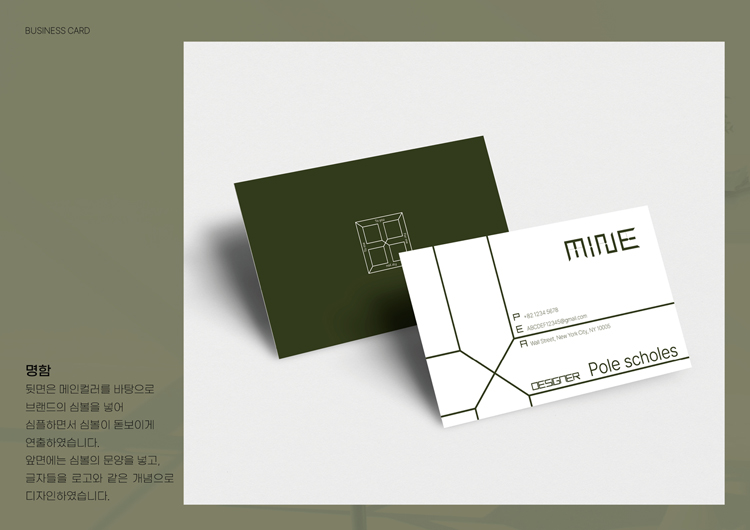 BUSINESS CARD
MINE
P +82 1234 5678
E ABCDEF12345@gmail.com
A Wall Street, New York City, NY 10005
DESIGNER Pole scholes
명함
뒷면은 메인컬러를 바탕으로
브랜드의 심볼을 넣어
심플하면서 심볼이 돋보이게
연출하였습니다.
앞면에는 심볼의 문양을 넣고,
글자들을 로고와 같은 개념으로
디자인하였습니다.